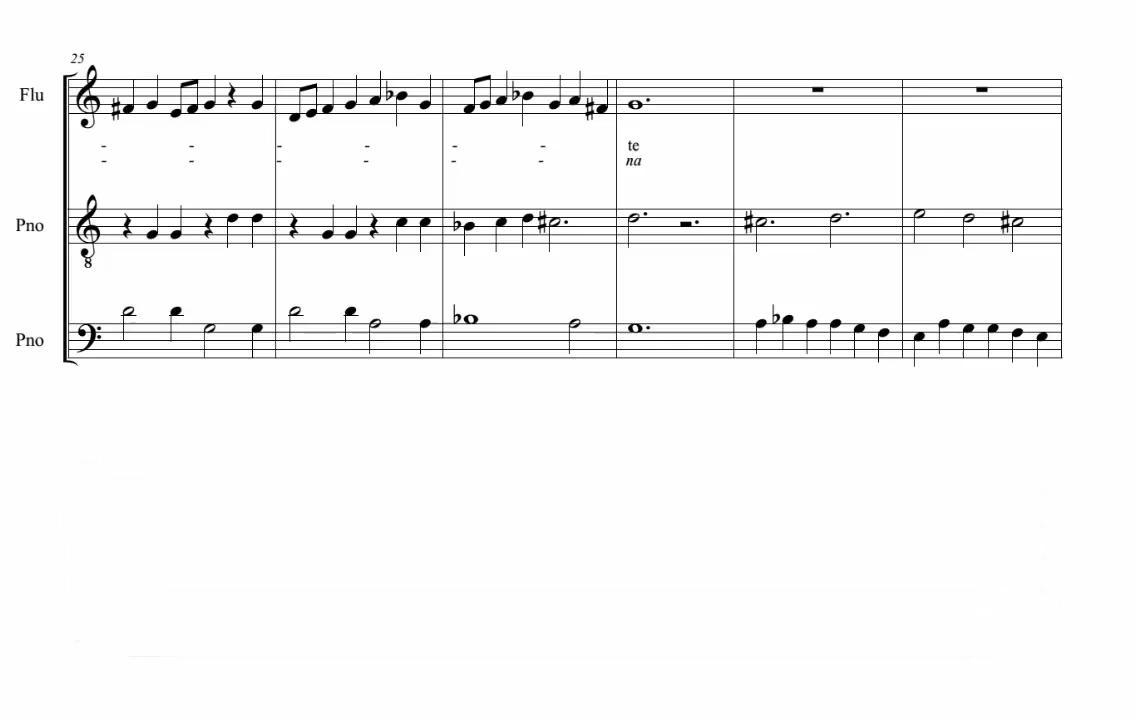 25
Flu
- - - - - - te
- - - - - - na
Pno
8
Pno